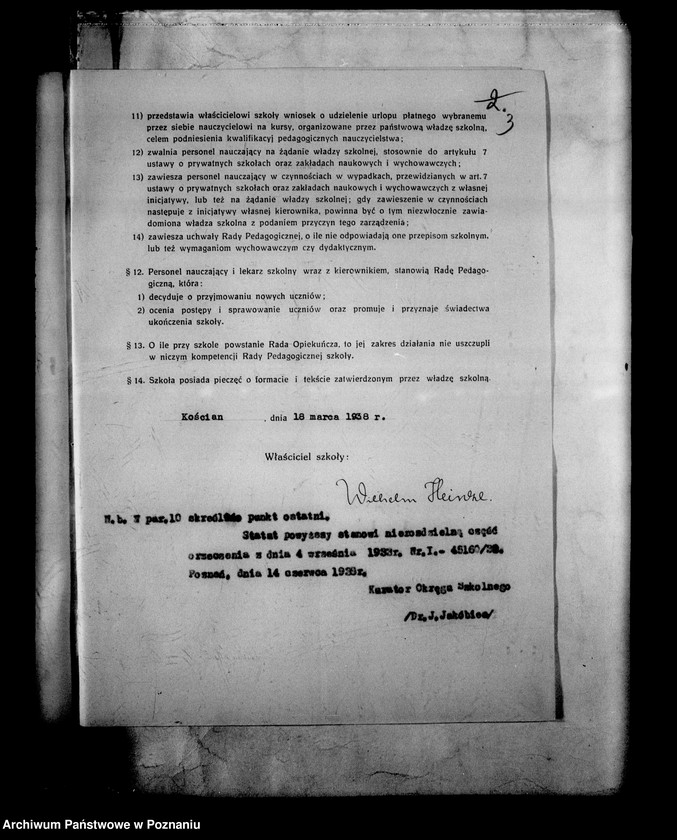 2.
3
11) przedstawia właścicielowi szkoły wniosek o udzielenie urlopu płatnego wybranemu
przez siebie nauczycielowi na kursy, organizowane przez państwową władzę szkolną,
celem podniesienia kwalifikacyj pedagogicznych nauczycielstwa;
12) zwalnia personel nauczający na żądanie władzy szkolnej, stosownie do artykułu 7
ustawy o prywatnych szkołach oraz zakładach naukowych i wychowawczych;
13) zawiesza personel nauczający w czynnościach w wypadkach, przewidzianych w art. 7
ustawy o prywatnych szkołach oraz zakładach naukowych i wychowawczych z własnej
inicjatywy, lub też na żądanie władzy szkolnej; gdy zawieszenie w czynnościach
następuje z inicjatywy własnej kierownika, powinna być o tym niezwłocznie zawia-
domiona władza szkolna z podaniem przyczyn tego zarządzenia;
14) zawiesza uchwały Rady Pedagogicznej, o ile nie odpowiadają one przepisom szkolnym.
lub też wymaganiom wychowawczym czy dydaktycznym.
§ 12. Personel nauczający i lekarz szkolny wraz z kierownikiem, stanowią Radę Pedago-
giczną, która:
1) decyduje o przyjmowaniu nowych uczniów;
2) ocenia postępy i sprawowanie uczniów oraz promuje i przyznaje świadectwa
ukończenia szkoły.
§ 13. O ile przy szkole powstanie Rada Opiekuńcza, to jej zakres działania nie uszczupli
w niczym kompetencji Rady Pedagogicznej szkoły.
§ 14. Szkoła posiada pieczęć o formacie i tekście zatwierdzonym przez władzę szkolną
Kościan , dnia 18 marca 1938 r.
Właściciel szkoły:
Wilhelm Heinze.
N.b. W par.10 określono punkt ostatni.
Statut powyższy stanowi nierozdzielną część
orzeczenia z dnia 4 września 1933r. Nr.I.- 45160/32.
Poznań, dnia 14 czerwca 1938r.
Kurator Okręgu Szkolnego
/Dr.J.Jakóbiec/
Archiwum Państwowe w Poznaniu